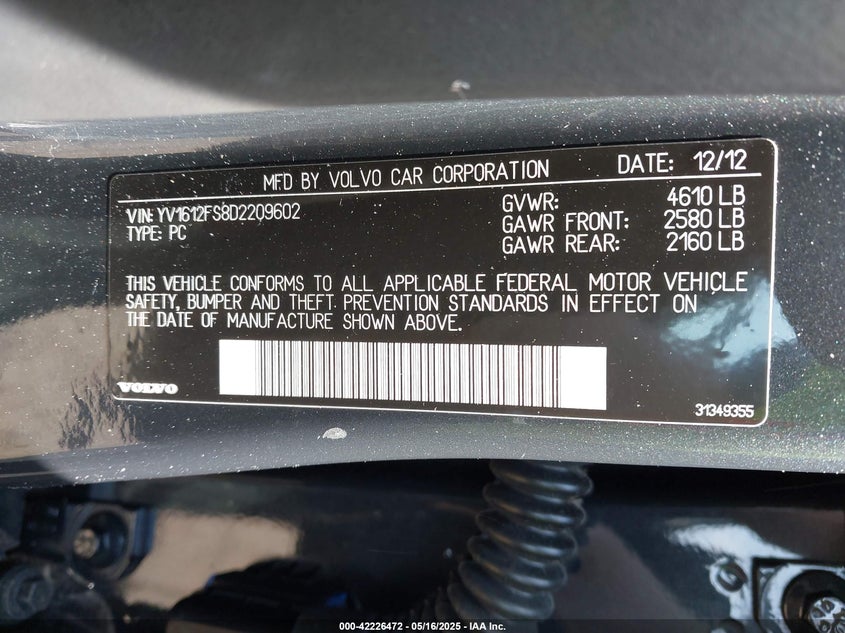 MFD BY VOLVO CAR CORPORATION DATE: 12/12
VIN: YV1612FS8D2209602
TYPE: PC
GVWR: 4610 LB
GAWR FRONT: 2580 LB
GAWR REAR: 2160 LB
THIS VEHICLE CONFORMS TO ALL APPLICABLE FEDERAL MOTOR VEHICLE
SAFETY, BUMPER AND THEFT PREVENTION STANDARDS IN EFFECT ON
THE DATE OF MANUFACTURE SHOWN ABOVE.
VOLVO
31349355
000-42226472 - 05/16/2025 - IAA Inc.